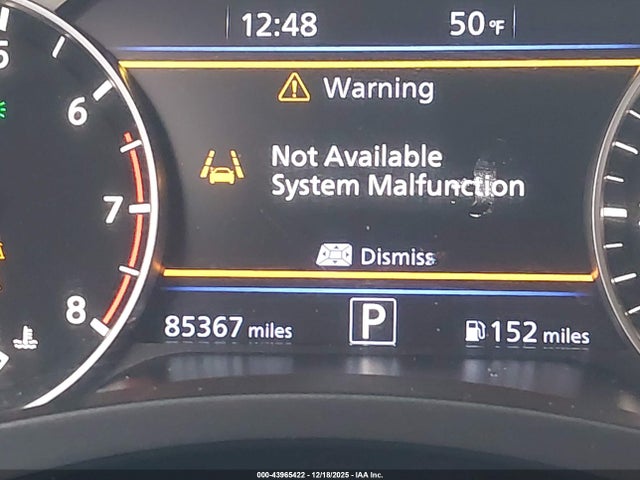 12:48
50°F
5
6
7
8
Warning
Not Available
System Malfunction
Dismiss
85367 miles
P
152 miles
000-43965422 - 12/18/2025 - IAA Inc.